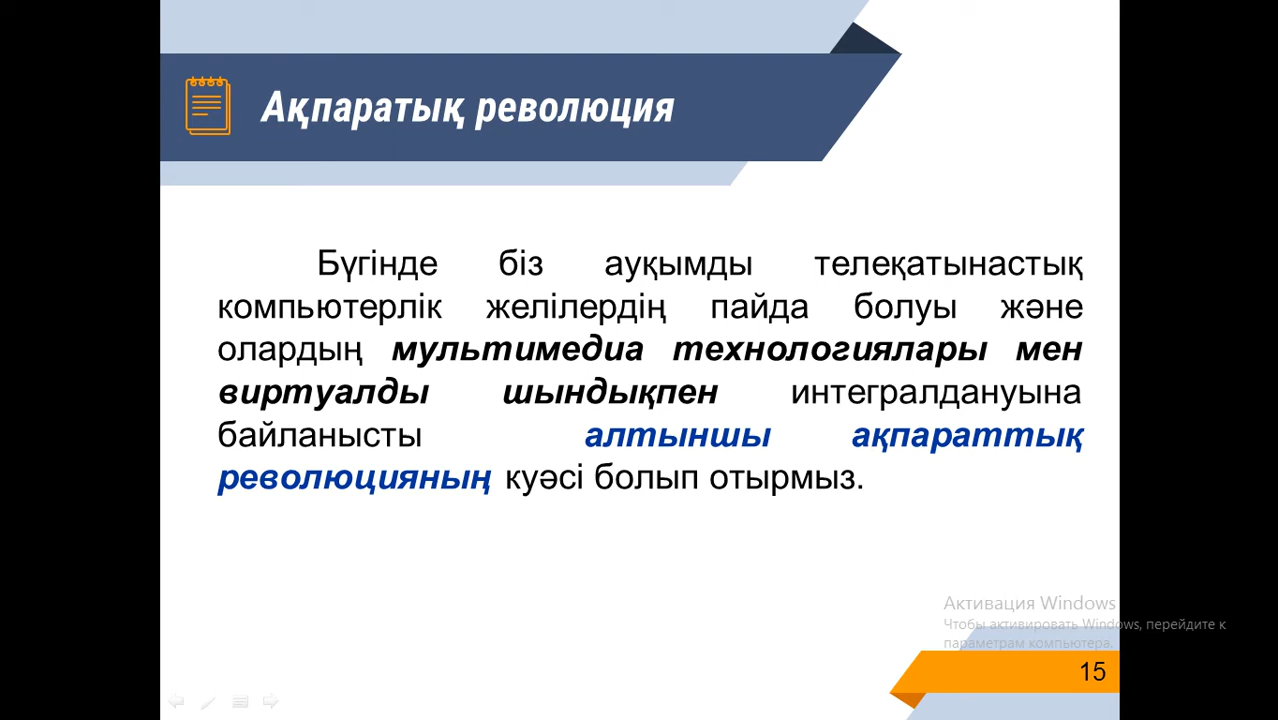 Ақпаратық революция
Бүгінде біз ауқымды телеқатынастық
компьютерлік желілердің пайда болуы және
олардың мультимедиа технологиялары мен
виртуалды шындықпен интегралдануына
байланысты алтыншы ақпараттық
революцияның куәсі болып отырмыз.
Активация Windows
Чтобы активировать Windows, перейдите к
параметрам компьютера.
15